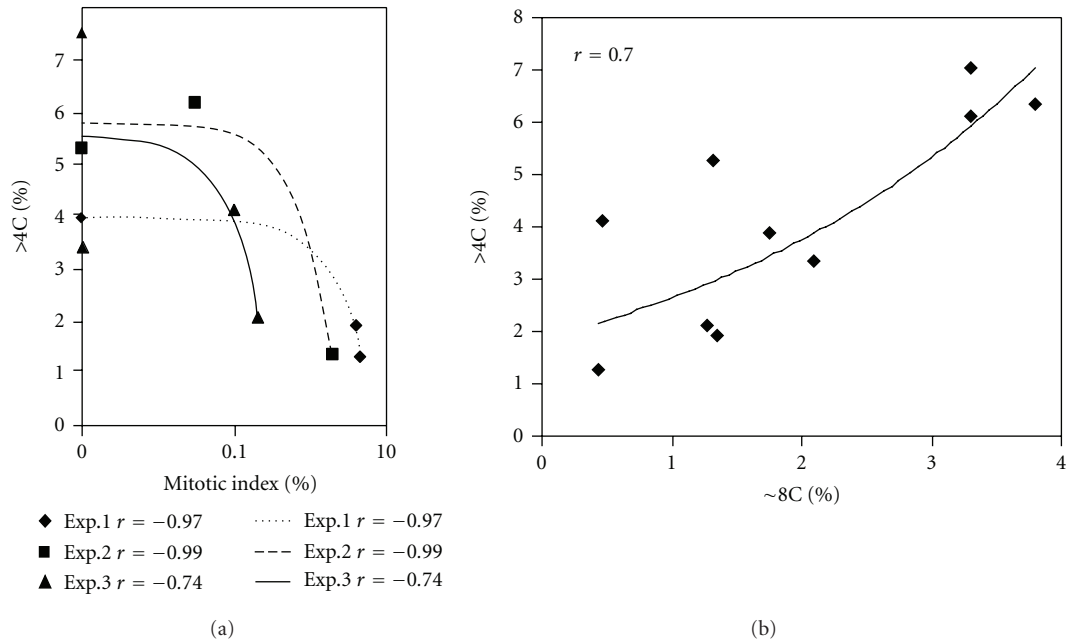 7
6
5
4
3
2
1
0
>4C (%)
0
0.1
10
Mitotic index (%)
Exp.1 r = −0.97
Exp.2 r = −0.99
Exp.3 r = −0.74
Exp.1 r = −0.97
Exp.2 r = −0.99
Exp.3 r = −0.74
(a)
8
7
6
5
4
3
2
1
0
>4C (%)
r = 0.7
0
1
2
3
4
∼8C (%)
(b)